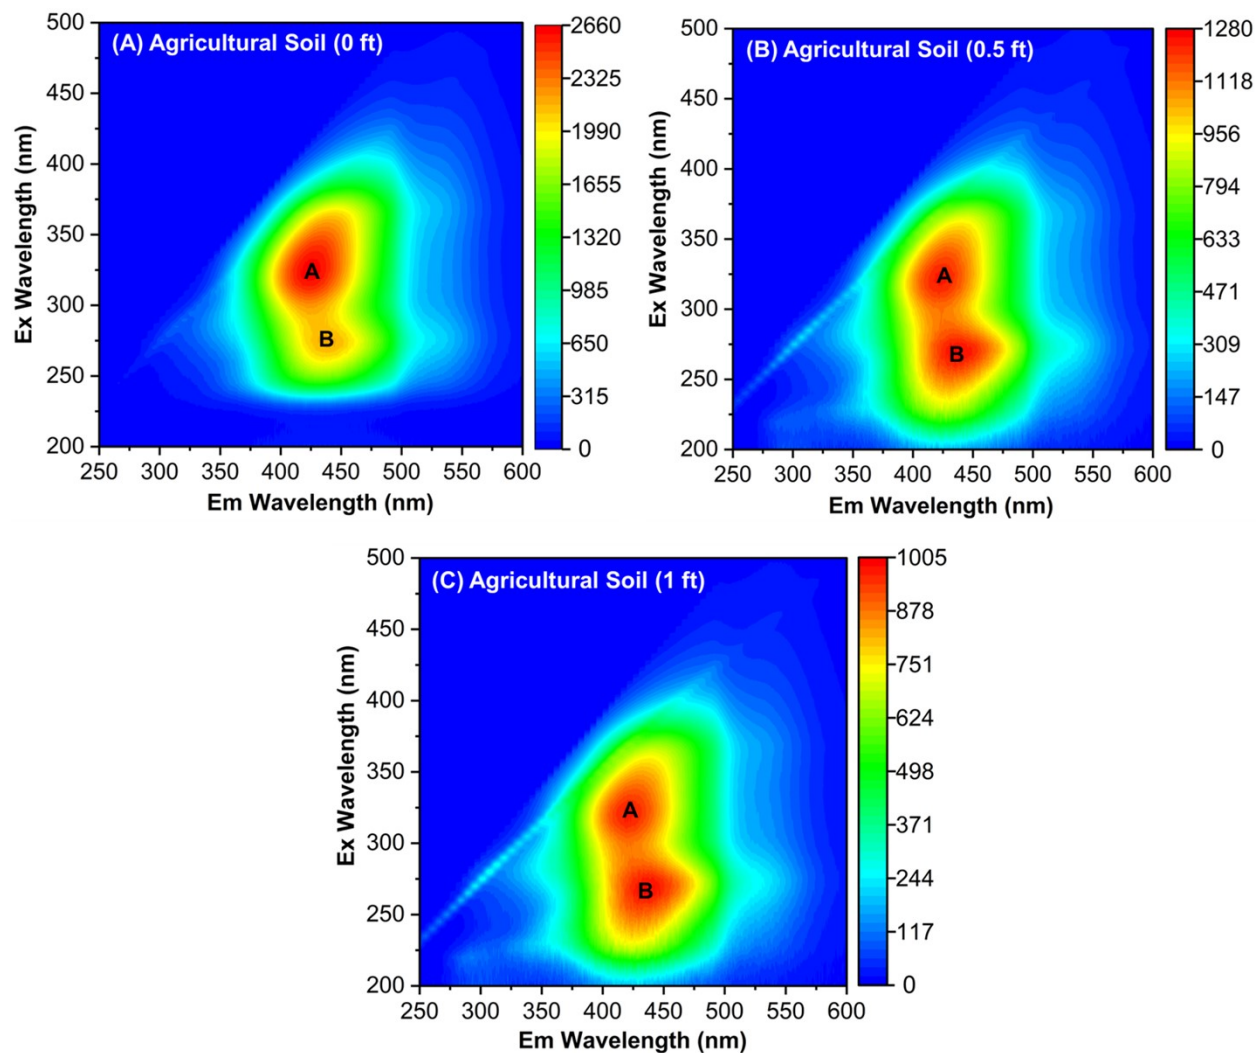 (A) Agricultural Soil (0 ft)
500
450
400
350
300
250
200
Ex Wavelength (nm)
250 300 350 400 450 500 550 600
Em Wavelength (nm)
A
B
2660
2325
1990
1655
1320
985
650
315
0
(B) Agricultural Soil (0.5 ft)
500
450
400
350
300
250
200
Ex Wavelength (nm)
250 300 350 400 450 500 550 600
Em Wavelength (nm)
A
B
1280
1118
956
794
633
471
309
147
0
(C) Agricultural Soil (1 ft)
500
450
400
350
300
250
200
Ex Wavelength (nm)
250 300 350 400 450 500 550 600
Em Wavelength (nm)
A
B
1005
878
751
624
498
371
244
117
0